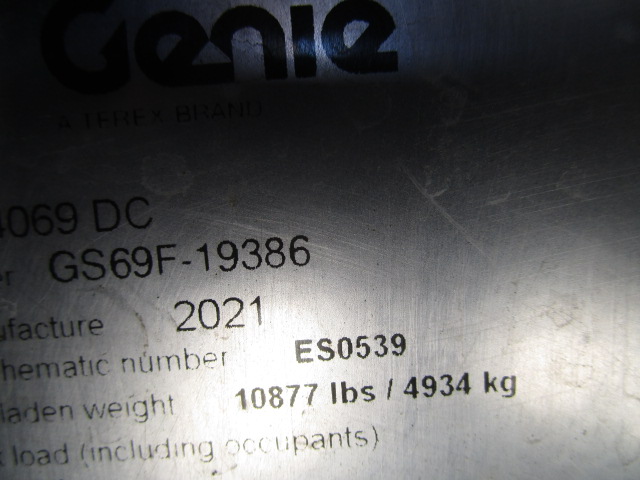 Genie
A TEREX BRAND
4069 DC
er GS69F-19386
ufacture 2021
hematic number ES0539
laden weight 10877 lbs / 4934 kg
x load (including occupants)